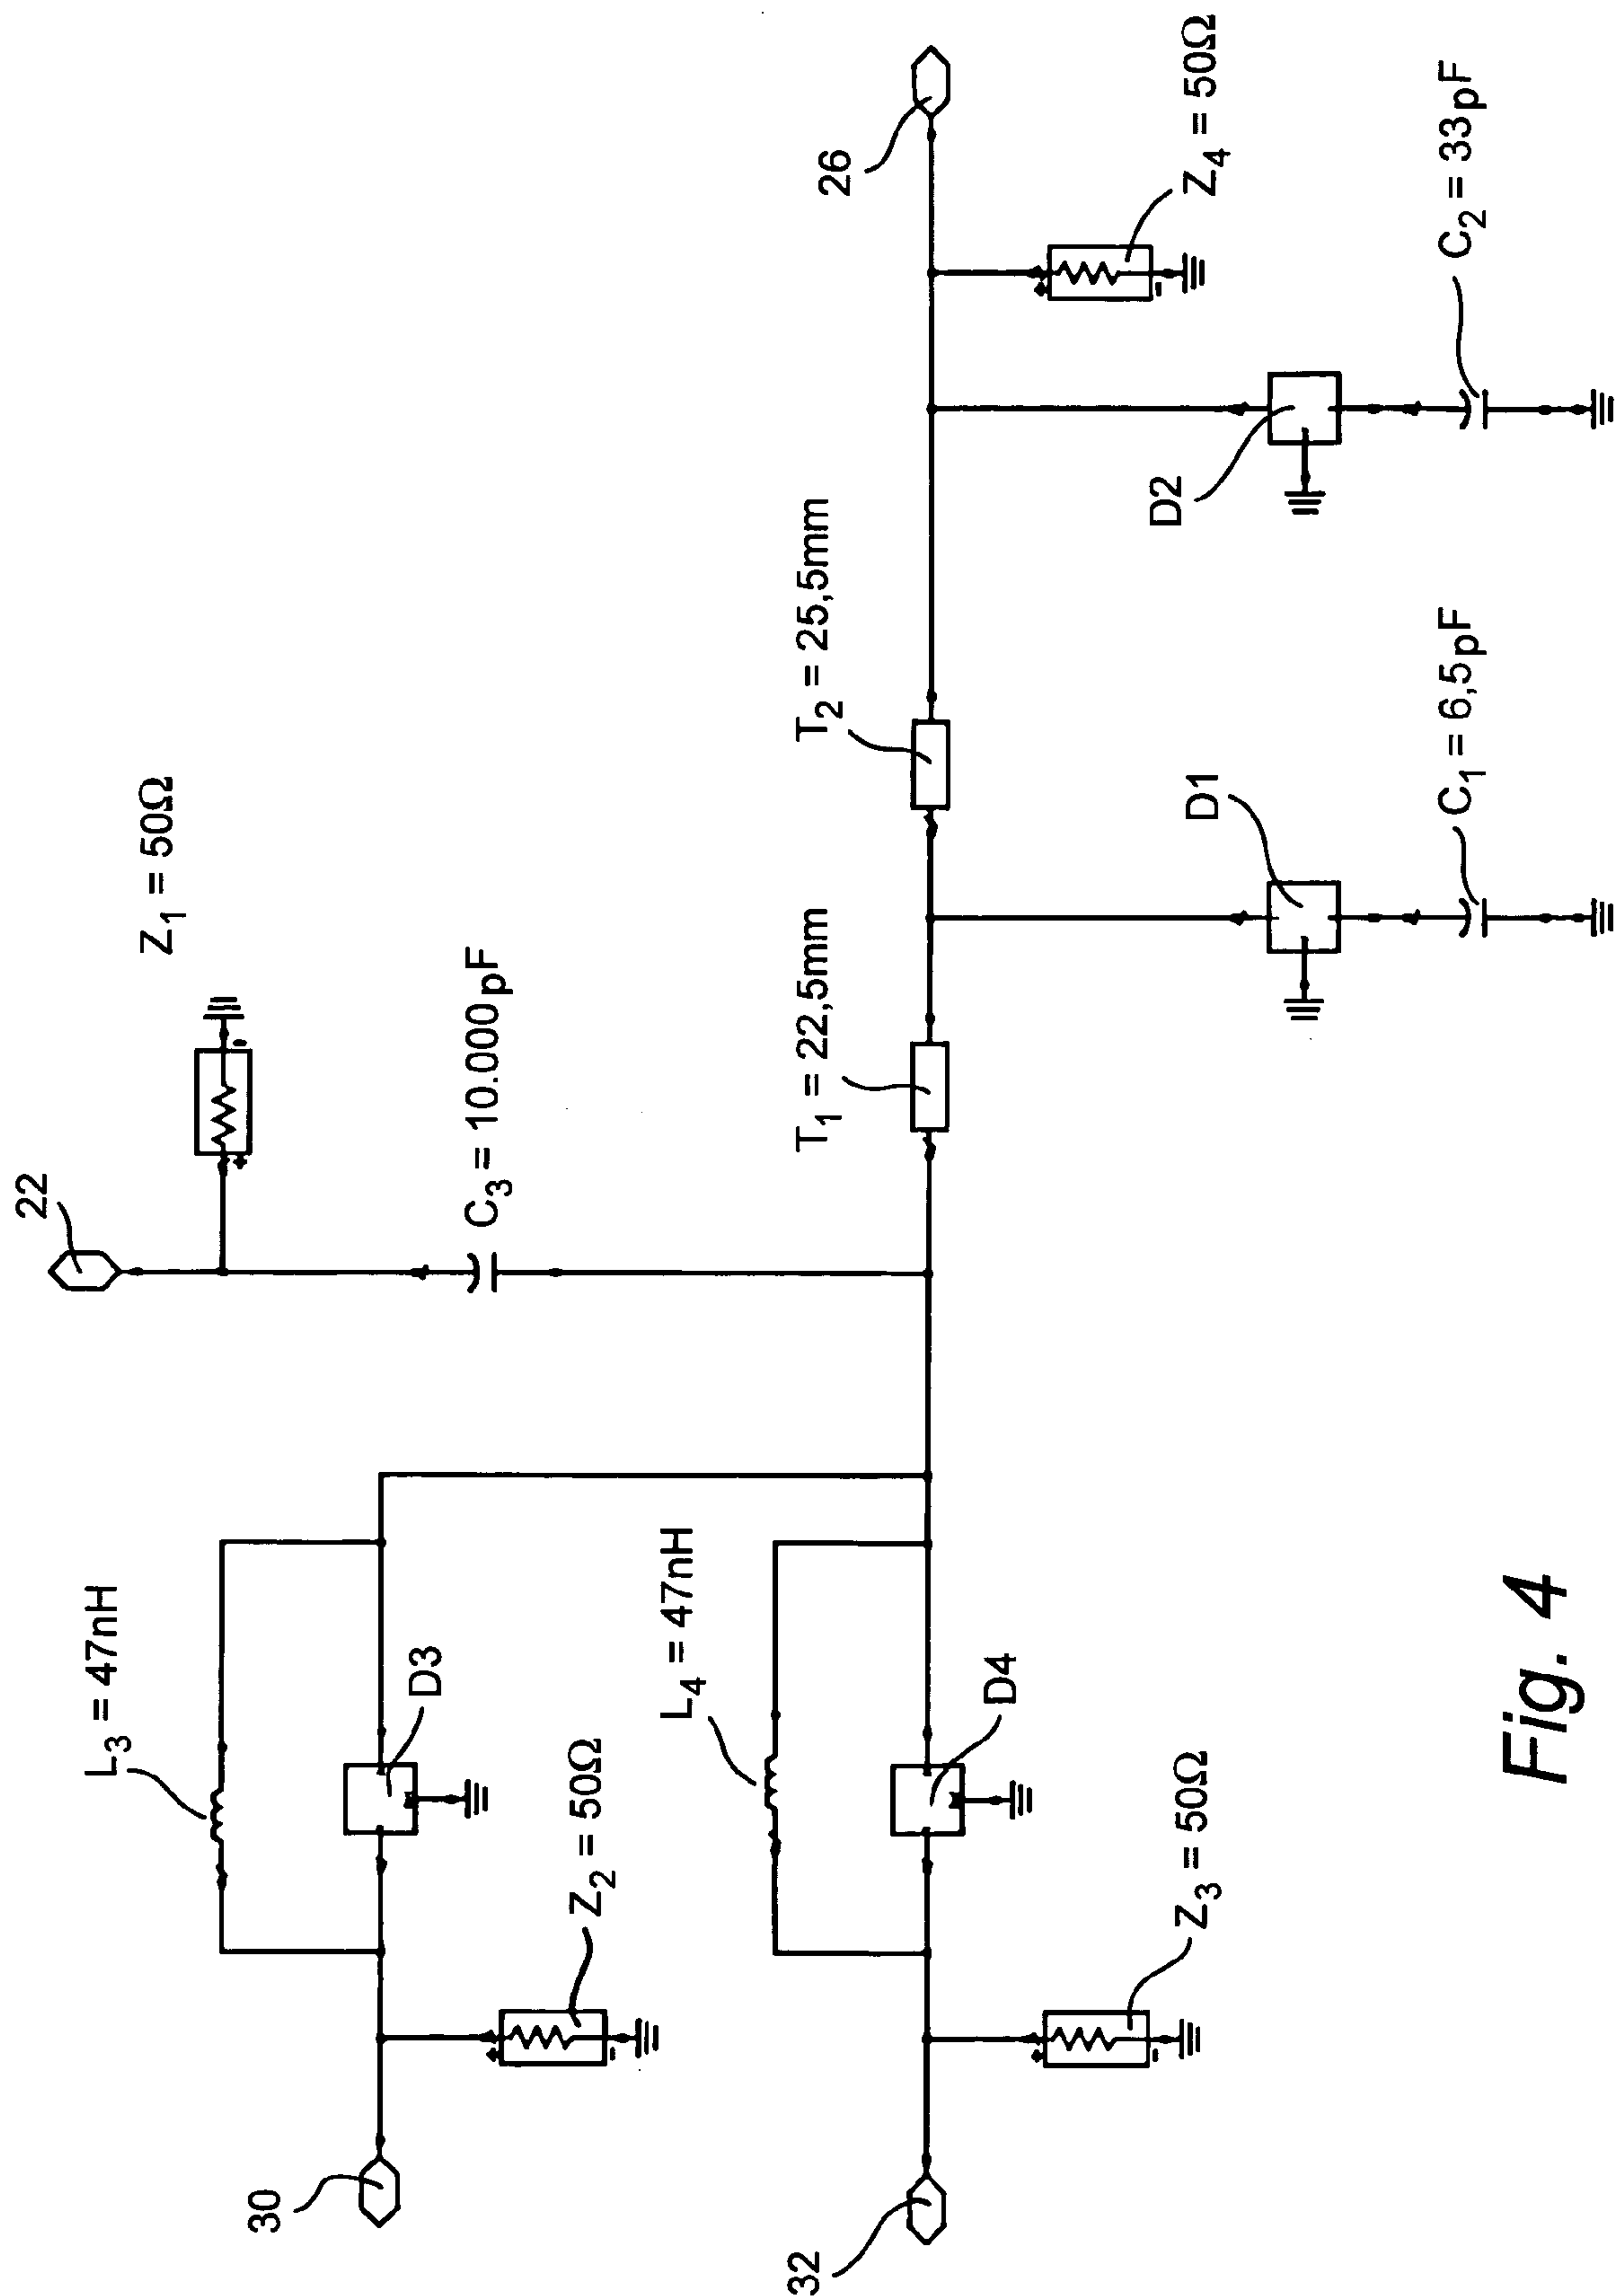 22
Z1 = 50Ω
C3 = 10.000pF
L3 = 47nH
D3
30
Z2 = 50Ω
L4 = 47nH
D4
32
Z3 = 50Ω
T1 = 22,5mm
T2 = 25,5mm
26
Z4 = 50Ω
D1
C1 = 6,5pF
D2
C2 = 33pF
Fig. 4